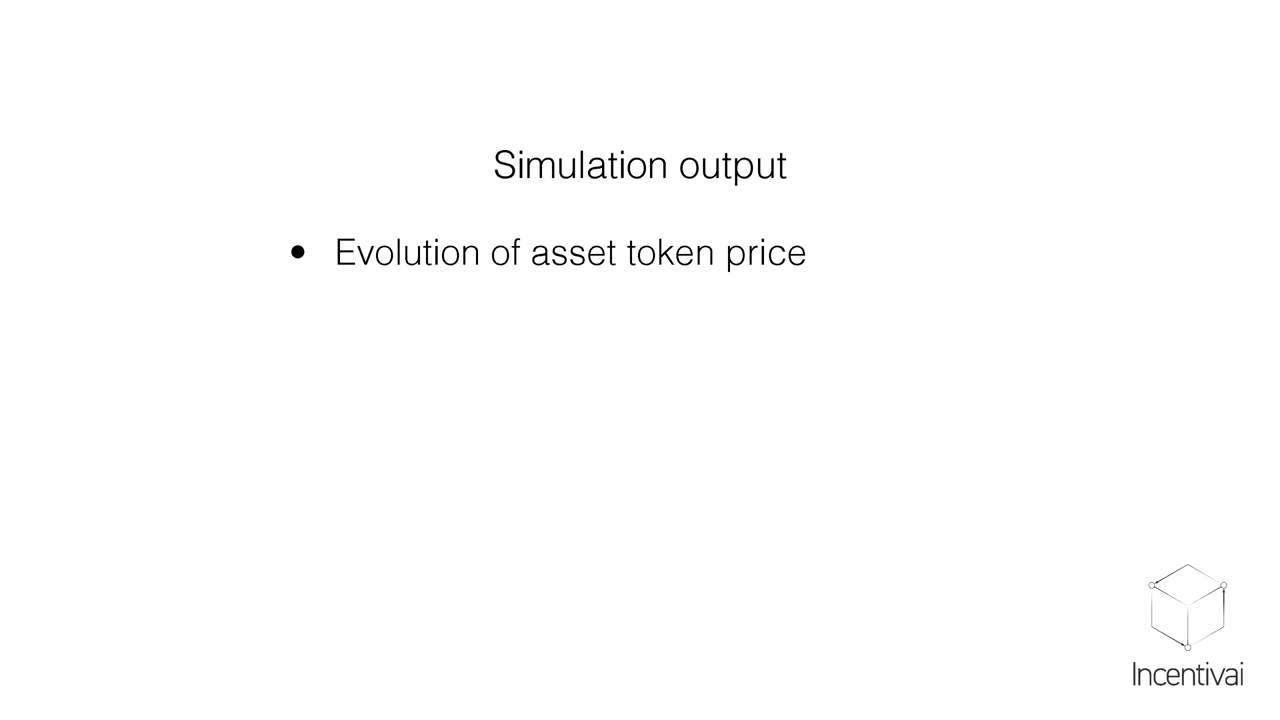 Simulation output
• Evolution of asset token price
Incentivai